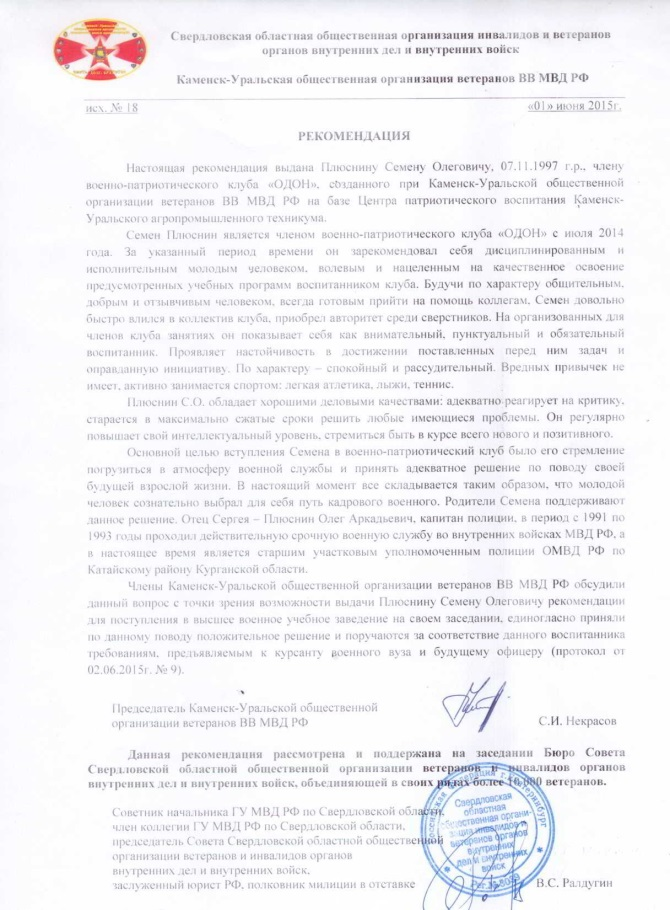 Свердловская областная общественная организация инвалидов и ветеранов
органов внутренних дел и внутренних войск
Каменск-Уральская общественная организация ветеранов ВВ МВД РФ
исх. № 18
«01» июня 2015г.
РЕКОМЕНДАЦИЯ
Настоящая рекомендация выдана Плюснину Семену Олеговичу, 07.11.1997 г.р., члену
военно-патриотического клуба «ОДОН», созданного при Каменск-Уральской общественной
организации ветеранов ВВ МВД РФ на базе Центра патриотического воспитания Каменск-
Уральского агропромышленного техникума.
Семен Плюснин является членом военно-патриотического клуба «ОДОН» с июля 2014
года. За указанный период времени он зарекомендовал себя дисциплинированным и
исполнительным молодым человеком, волевым и нацеленным на качественное освоение
предусмотренных учебных программ воспитанником клуба. Будучи по характеру общительным,
добрым и отзывчивым человеком, всегда готовым прийти на помощь коллегам, Семен довольно
быстро влился в коллектив клуба, приобрел авторитет среди сверстников. На организованных для
членов клуба занятиях он показывает себя как внимательный, пунктуальный и обязательный
воспитанник. Проявляет настойчивость в достижении поставленных перед ним задач и
оправданную инициативу. По характеру – спокойный и рассудительный. Вредных привычек не
имеет, активно занимается спортом: легкая атлетика, лыжи, теннис.
Плюснин С.О. обладает хорошими деловыми качествами: адекватно реагирует на критику,
старается в максимально сжатые сроки решить любые имеющиеся проблемы. Он регулярно
повышает свой интеллектуальный уровень, стремиться быть в курсе всего нового и позитивного.
Основной целью вступления Семена в военно-патриотический клуб было его стремление
погрузиться в атмосферу военной службы и принять адекватное решение по поводу своей
будущей взрослой жизни. В настоящий момент все складывается таким образом, что молодой
человек сознательно выбрал для себя путь кадрового военного. Родители Семена поддерживают
данное решение. Отец Сергея – Плюснин Олег Аркадьевич, капитан полиции, в период с 1991 по
1993 годы проходил действительную срочную военную службу во внутренних войсках МВД РФ, а
в настоящее время является старшим участковым уполномоченным полиции ОМВД РФ по
Катайскому району Курганской области.
Члены Каменск-Уральской общественной организации ветеранов ВВ МВД РФ обсудили
данный вопрос с точки зрения возможности выдачи Плюснину Семену Олеговичу рекомендации
для поступления в высшее военное учебное заведение на своем заседании, единогласно приняли
по данному поводу положительное решение и поручаются за соответствие данного воспитанника
требованиям, предъявляемым к курсанту военного вуза и будущему офицеру (протокол от
02.06.2015г. № 9).
Председатель Каменск-Уральской общественной
организации ветеранов ВВ МВД РФ
С.И. Некрасов
Данная рекомендация рассмотрена и поддержана на заседании Бюро Совета
Свердловской областной общественной организации ветеранов и инвалидов органов
внутренних дел и внутренних войск, объединяющей в своих рядах более 10 000 ветеранов.
Советник начальника ГУ МВД РФ по Свердловской области,
член коллегии ГУ МВД РФ по Свердловской области,
председатель Совета Свердловской областной общественной
организации ветеранов и инвалидов органов
внутренних дел и внутренних войск,
заслуженный юрист РФ, полковник милиции в отставке
В.С. Ралдугин
Свердловская
областная
общественная органи-
зация инвалидов и
ветеранов органов
внутренних
дел и внутренних
войск